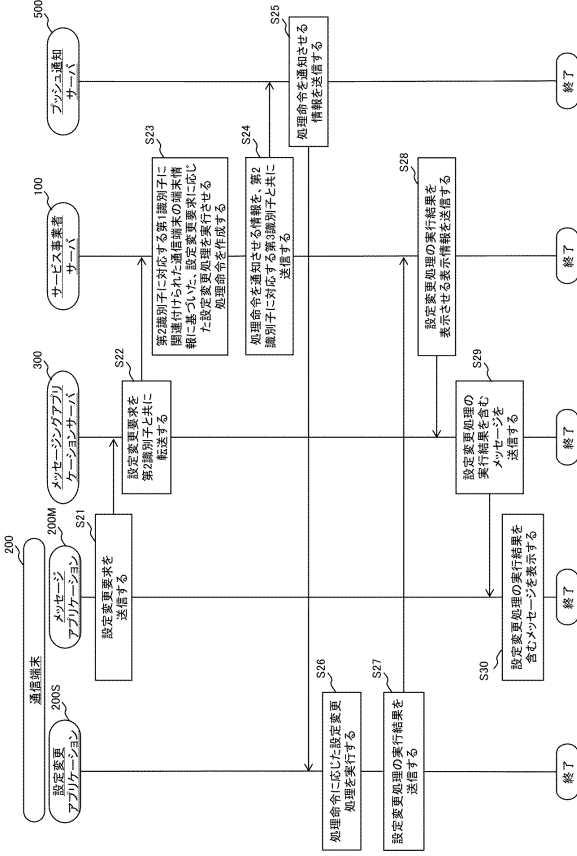 200
通信端末
200S
設定変更
アプリケーション
200M
メッセージ
アプリケーション
300
メッセージングアプリ
ケーションサーバ
100
サービス事業者
サーバ
500
プッシュ通知
サーバ
S21
設定変更要求を
送信する
S22
設定変更要求を
第2識別子と共に
転送する
S23
第2識別子に対応する第1識別子に
関連付けられた通信端末の端末情
報に基づいた、設定変更要求に応じ
た設定変更処理を実行させる
処理命令を作成する
S24
処理命令を通知させる情報を、第2
識別子に対応する第3識別子と共に
送信する
S25
処理命令を通知させる
情報を送信する
S26
処理命令に応じた設定変更
処理を実行する
S27
設定変更処理の実行結果を
送信する
S28
設定変更処理の実行結果を
表示させる表示情報を送信する
S29
設定変更処理の
実行結果を含む
メッセージを
送信する
S30
設定変更処理の実行結果を
含むメッセージを表示する
終了
終了
終了
終了
終了